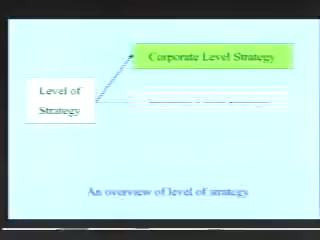 Corporate Level Strategy
Level of
Strategy
An overview of level of strategy